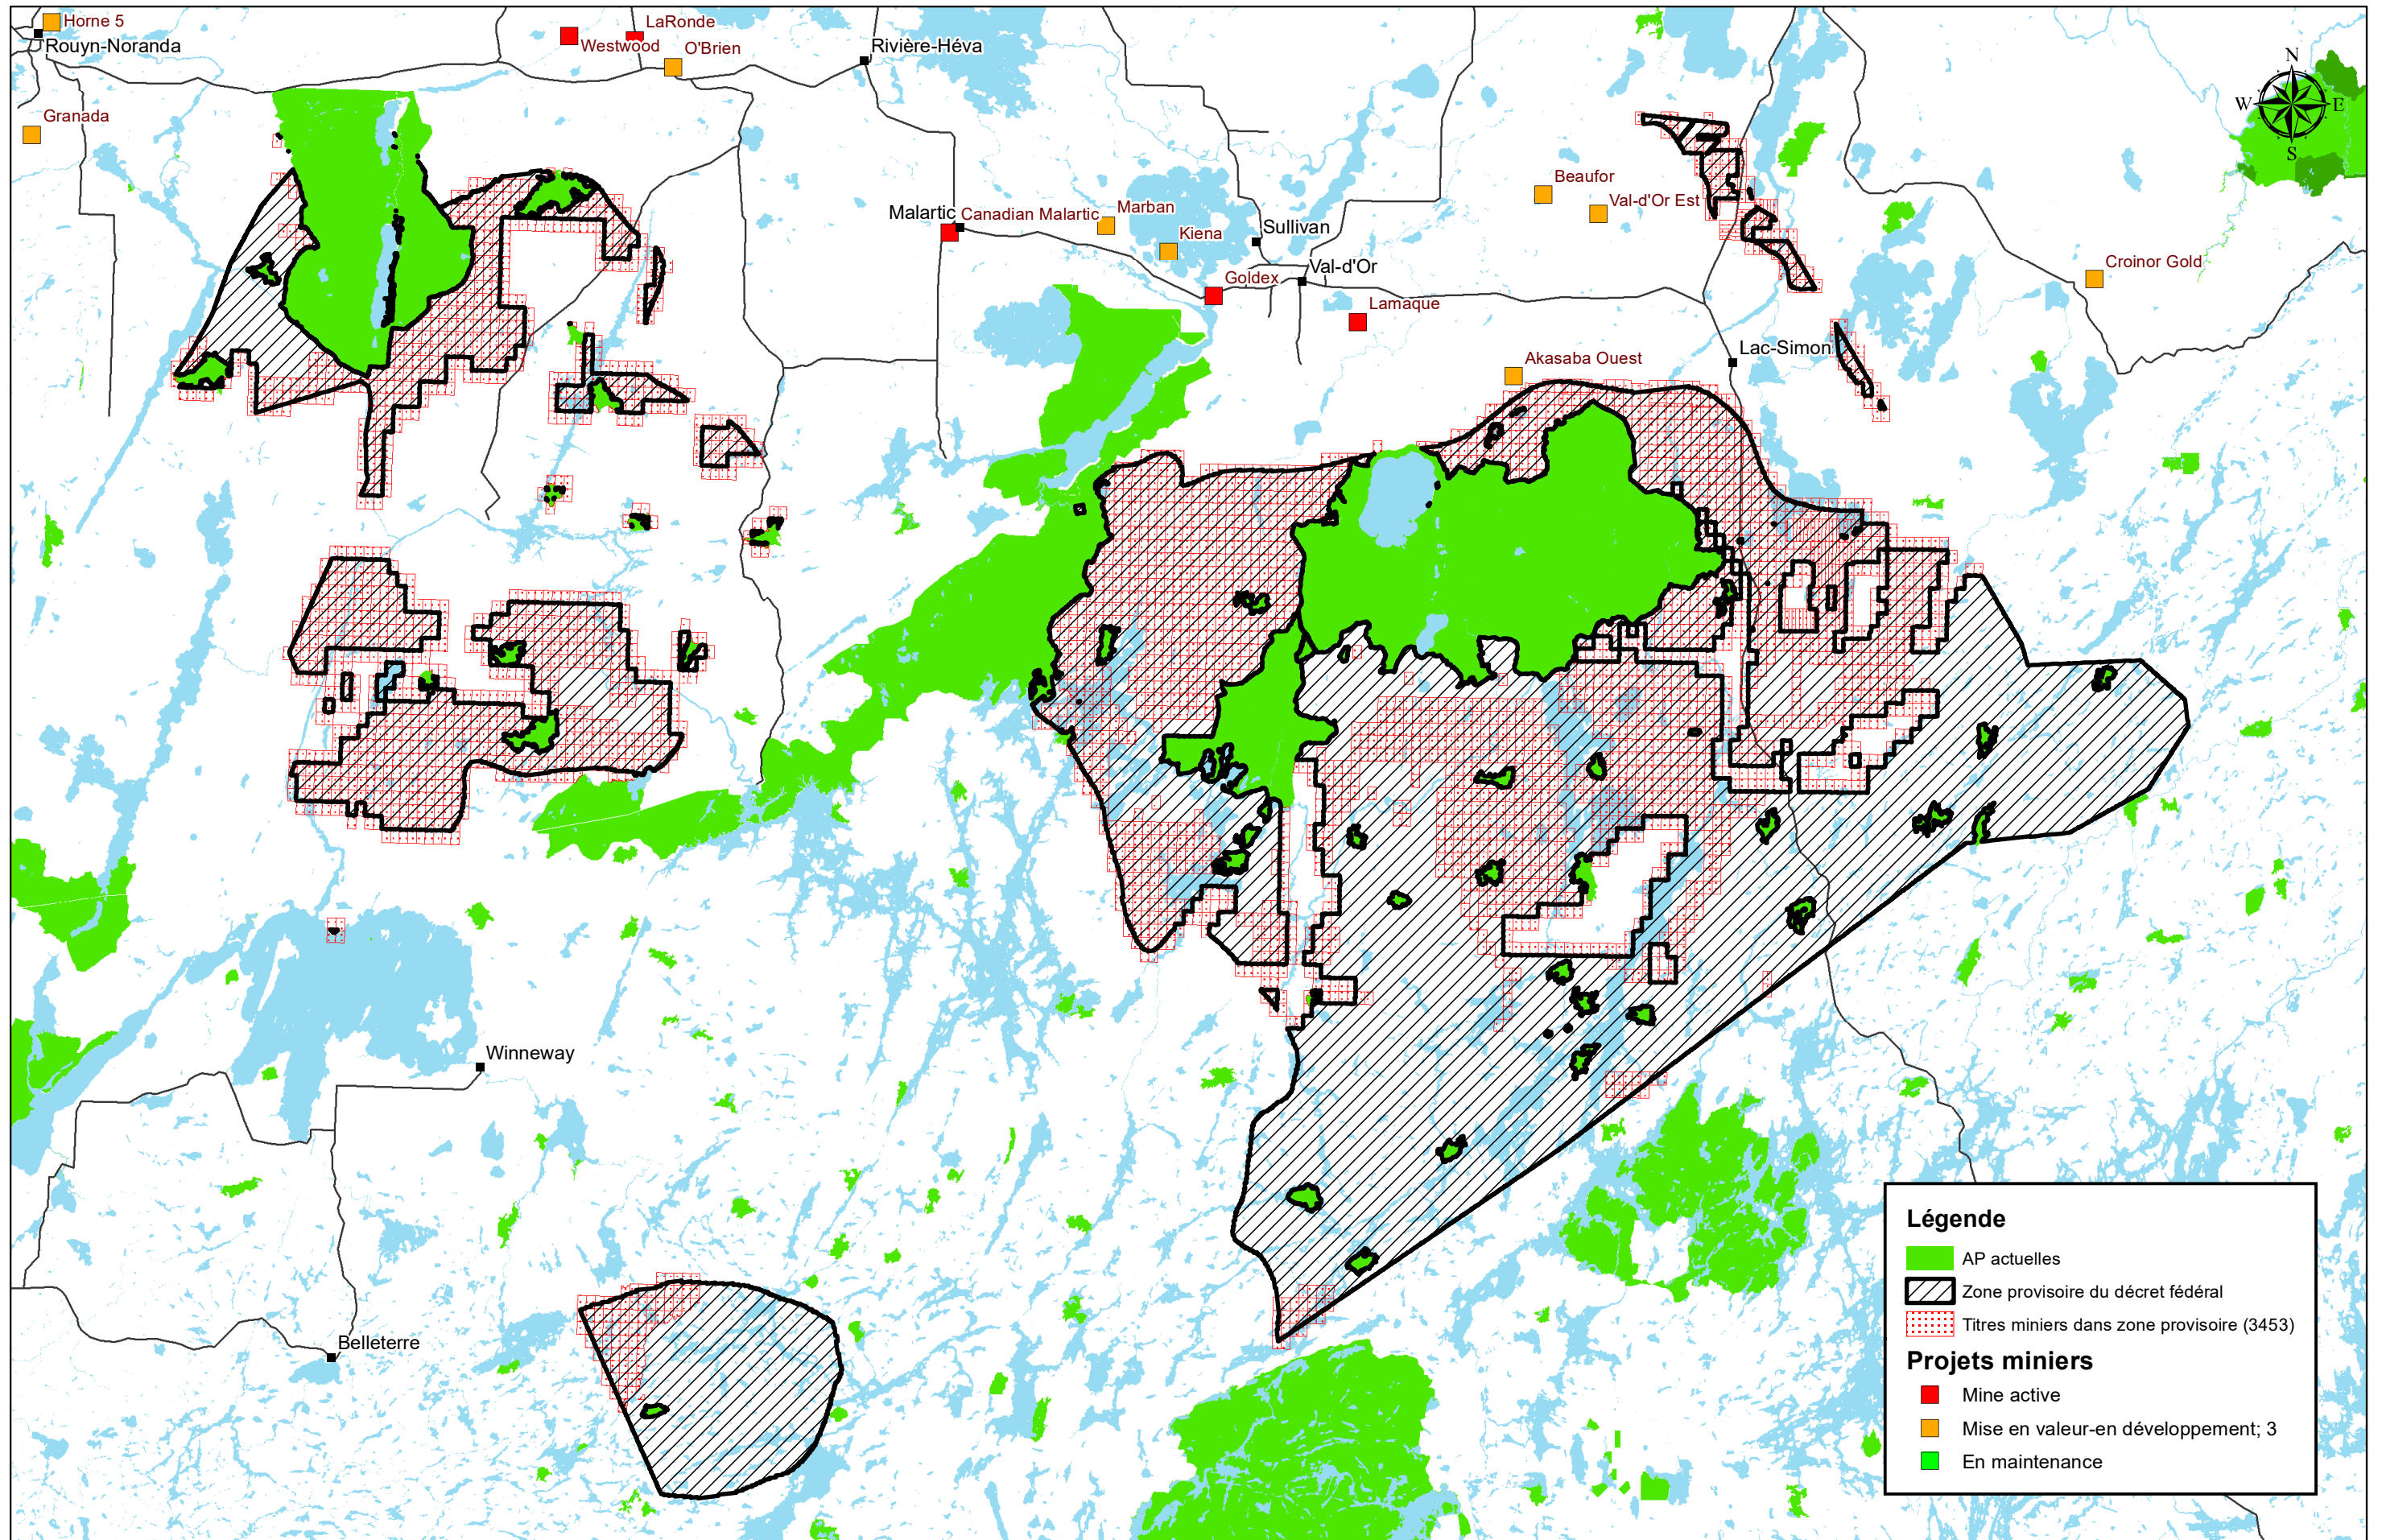 Horne 5
Rouyn-Noranda
LaRonde
Westwood
O'Brien
Rivière-Héva
Granada
N
W
E
S
Beaufor
Val-d'Or Est
Malartic
Canadian Malartic
Marban
Kiena
Sullivan
Val-d'Or
Goldex
Lamaque
Croinor Gold
Lac-Simon
Akasaba Ouest
Winneway
Belleterre
Légende
AP actuelles
Zone provisoire du décret fédéral
Titres miniers dans zone provisoire (3453)
Projets miniers
Mine active
Mise en valeur-en développement; 3
En maintenance